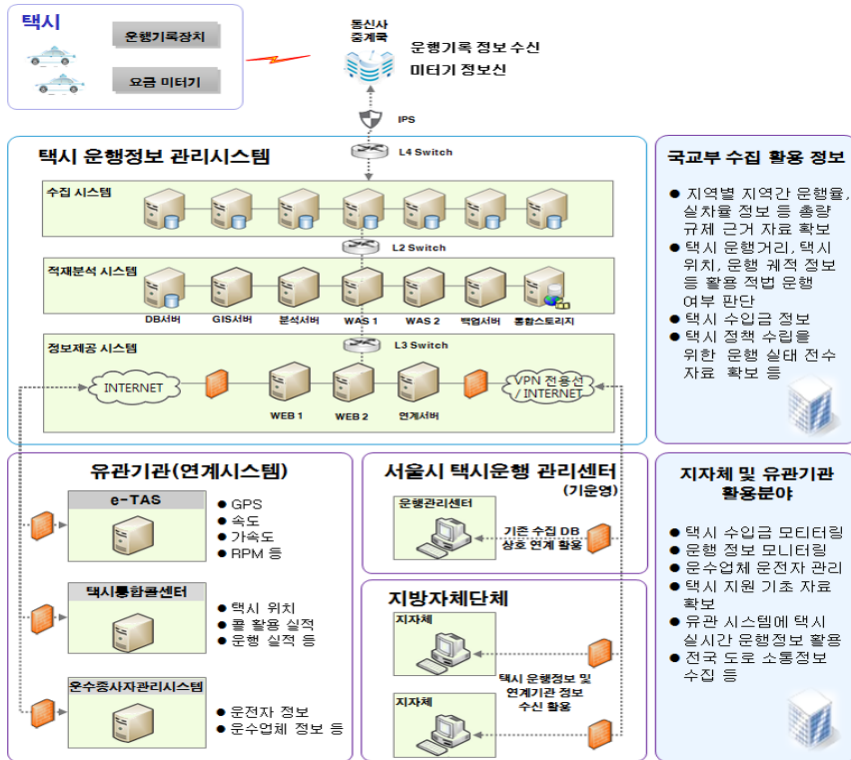 택시
운행기록장치
요금 미터기
통신사
중계국
운행기록 정보 수신
미터기 정보신
IPS
L4 Switch
택시 운행정보 관리시스템
수집 시스템
L2 Switch
적재분석 시스템
DB서버
GIS서버
분석서버
WAS 1
WAS 2
백업서버
통합스토리지
정보제공 시스템
L3 Switch
INTERNET
WEB 1
WEB 2
연계서버
VPN 전용선
/ INTERNET
국교부 수집 활용 정보
● 지역별 지역간 운행율,
실차율 정보 등 총량
규제 근거 자료 확보
● 택시 운행거리, 택시
위치, 운행 궤적 정보
등 활용 적법 운행
여부 판단
● 택시 수입금 정보
● 택시 정책 수립을
위한 운행 실태 전수
자료 확보 등
유관기관(연계시스템)
e-TAS
● GPS
● 속도
● 가속도
● RPM 등
택시통합콜센터
● 택시 위치
● 콜 활용 실적
● 운행 실적 등
운수종사자관리시스템
● 운전자 정보
● 운수업체 정보 등
서울시 택시운행 관리센터
(기운영)
운행관리센터
기존 수집 DB
상호 연계 활용
지방자체단체
지자체
택시 운행정보 및
연계기관 정보
수신 활용
지자체
지자체 및 유관기관
활용분야
● 택시 수입금 모티터링
● 운행 정보 모니터링
● 운수업체 운전자 관리
● 택시 지원 기초 자료
확보
● 유관 시스템에 택시
실시간 운행정보 활용
● 전국 도로 소통정보
수집 등